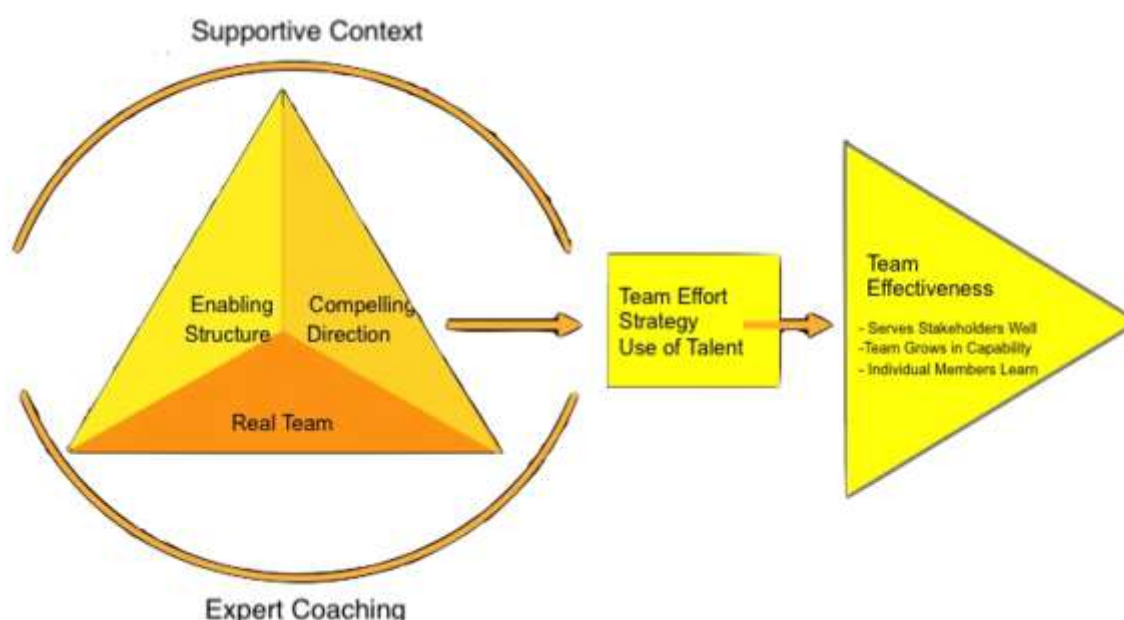 Supportive Context
Enabling
Structure
Compelling
Direction
Real Team
Expert Coaching
Team Effort
Strategy
Use of Talent
Team
Effectiveness
- Serves Stakeholders Well
-Team Grows in Capability
- Individual Members Learn